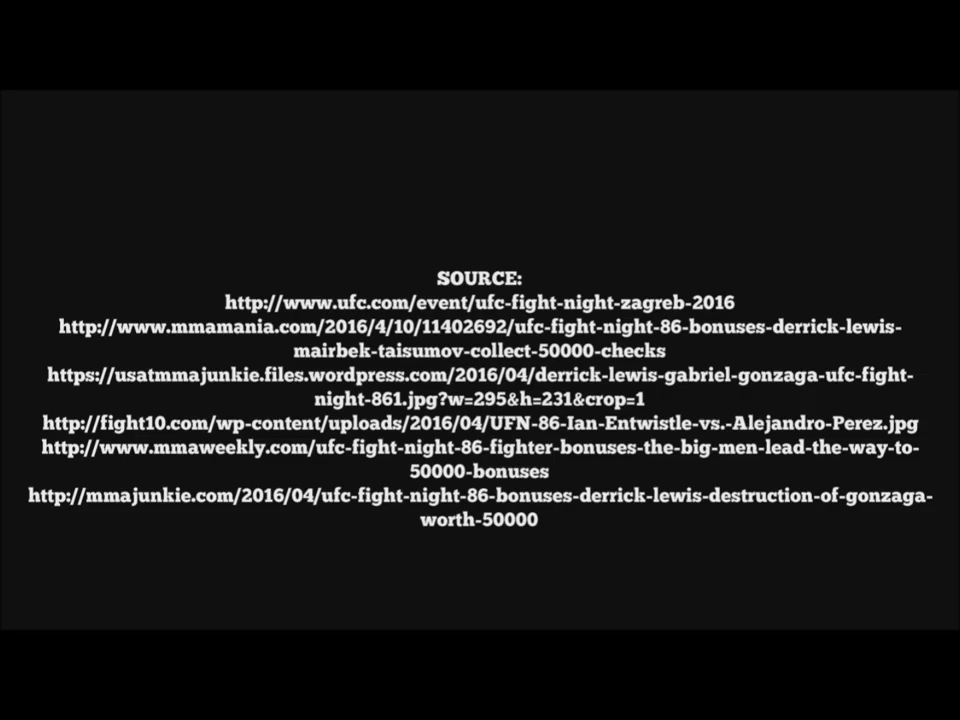 SOURCE:
http://www.ufc.com/event/ufc-fight-night-zagreb-2016
http://www.mmamania.com/2016/4/10/11402692/ufc-fight-night-86-bonuses-derrick-lewis-
mairbek-taisumov-collect-50000-checks
https://usatmmajunkie.files.wordpress.com/2016/04/derrick-lewis-gabriel-gonzaga-ufc-fight-
night-861.jpg?w=295&h=231&crop=1
http://fight10.com/wp-content/uploads/2016/04/UFN-86-Ian-Entwistle-vs.-Alejandro-Perez.jpg
http://www.mmaweekly.com/ufc-fight-night-86-fighter-bonuses-the-big-men-lead-the-way-to-
50000-bonuses
http://mmajunkie.com/2016/04/ufc-fight-night-86-bonuses-derrick-lewis-destruction-of-gonzaga-
worth-50000